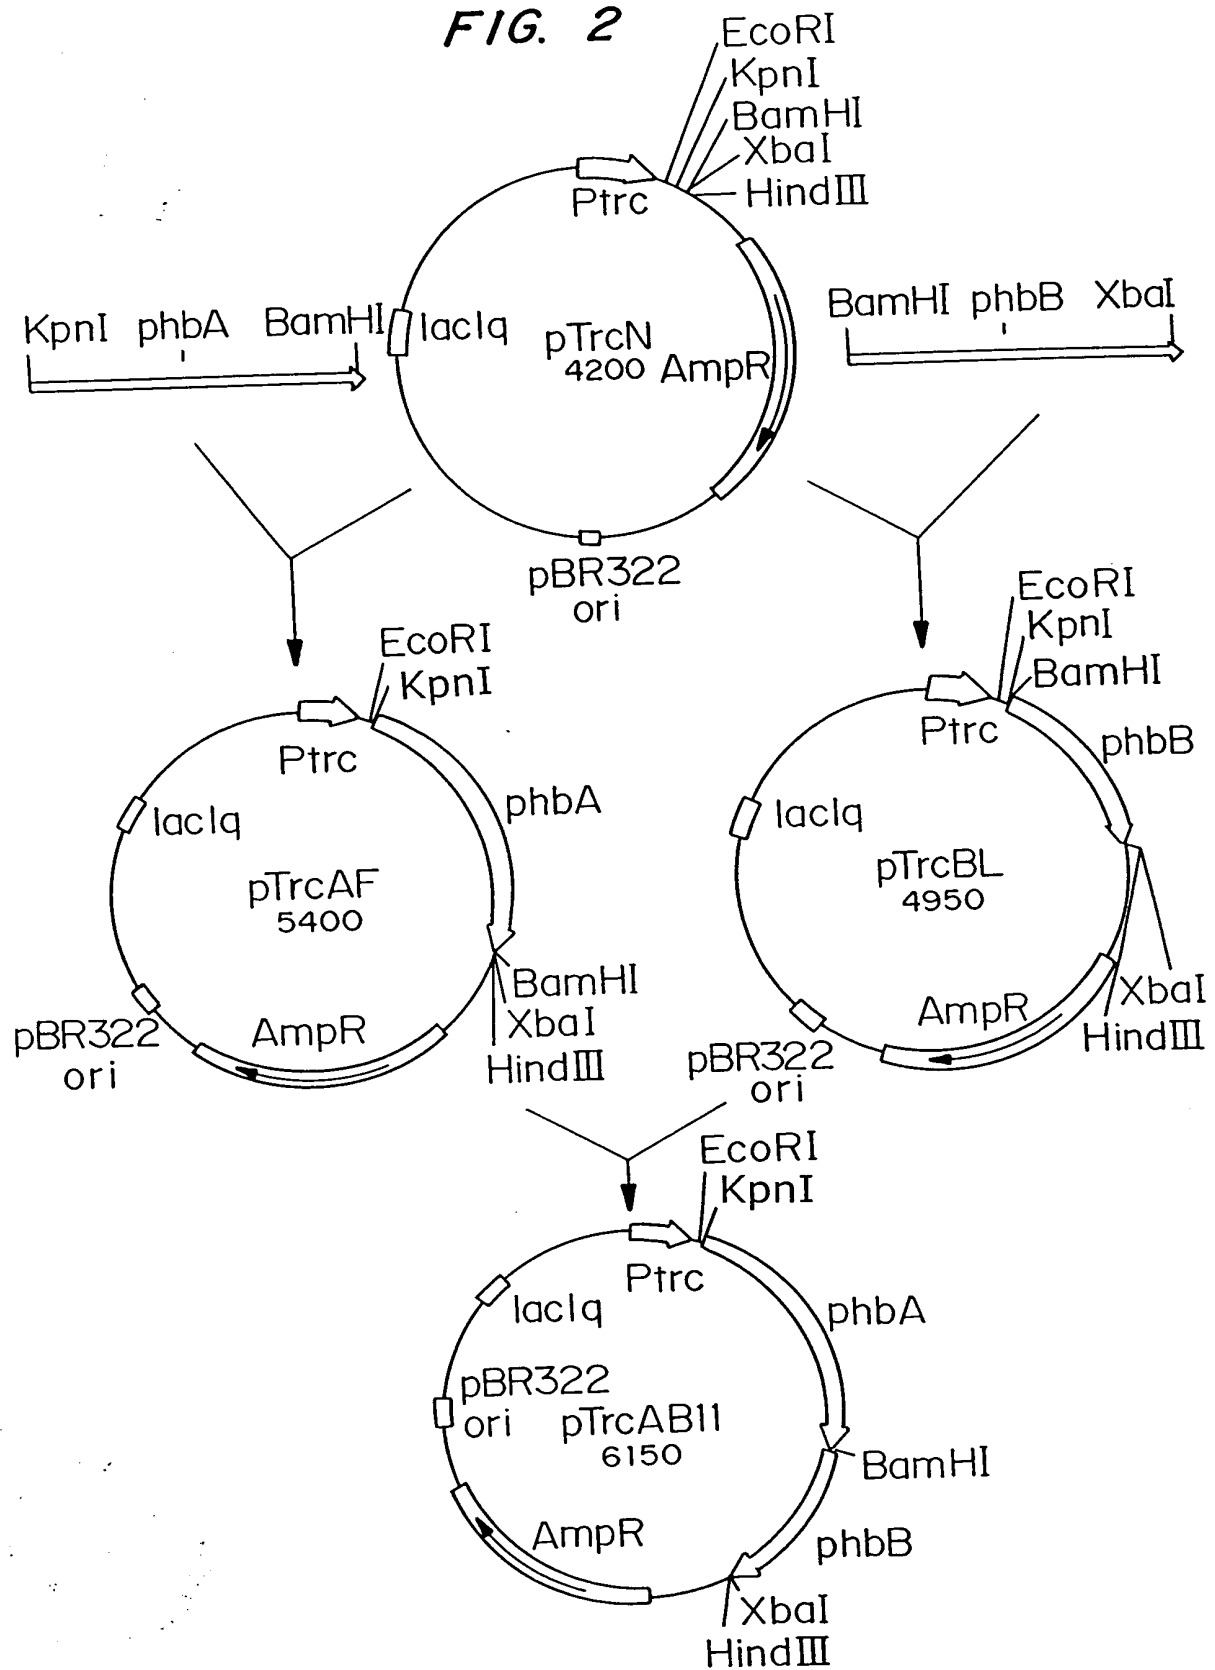 FIG. 2
EcoRI
KpnI
BamHI
XbaI
HindIII
Ptrc
KpnI phbA BamHI
lacIq
pTrcN
4200
AmpR
BamHI phbB XbaI
pBR322
ori
EcoRI
KpnI
Ptrc
phbA
lacIq
pTrcAF
5400
BamHI
XbaI
HindIII
AmpR
pBR322
ori
EcoRI
KpnI
BamHI
Ptrc
phbB
lacIq
pTrcBL
4950
XbaI
HindIII
AmpR
pBR322
ori
EcoRI
KpnI
Ptrc
lacIq
phbA
pBR322
ori
pTrcAB11
6150
BamHI
AmpR
phbB
XbaI
HindIII